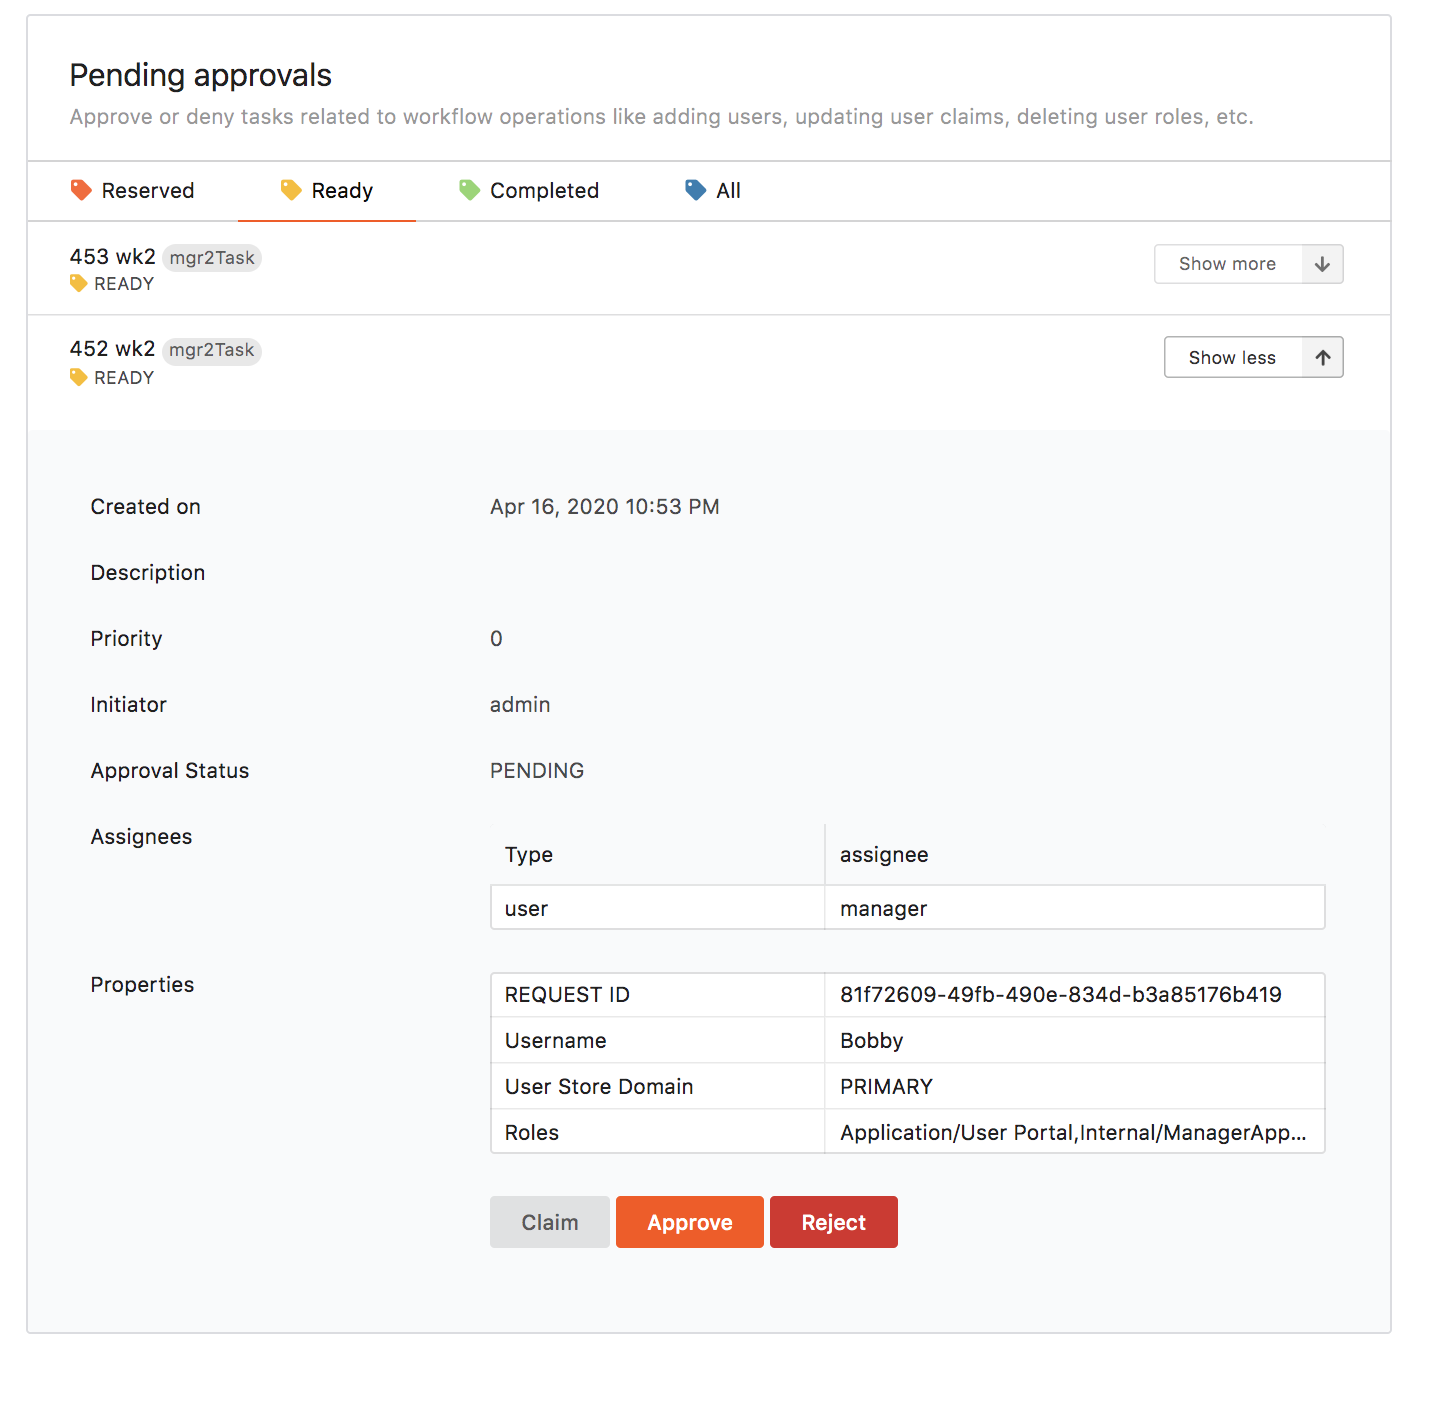 Pending approvals
Approve or deny tasks related to workflow operations like adding users, updating user claims, deleting user roles, etc.
Reserved Ready Completed All
453 wk2 mgr2Task
READY
Show more
452 wk2 mgr2Task
READY
Show less
Created on Apr 16, 2020 10:53 PM
Description
Priority 0
Initiator admin
Approval Status PENDING
Assignees
Type assignee
user manager
Properties
REQUEST ID 81f72609-49fb-490e-834d-b3a85176b419
Username Bobby
User Store Domain PRIMARY
Roles Application/User Portal,Internal/ManagerApp...
Claim Approve Reject